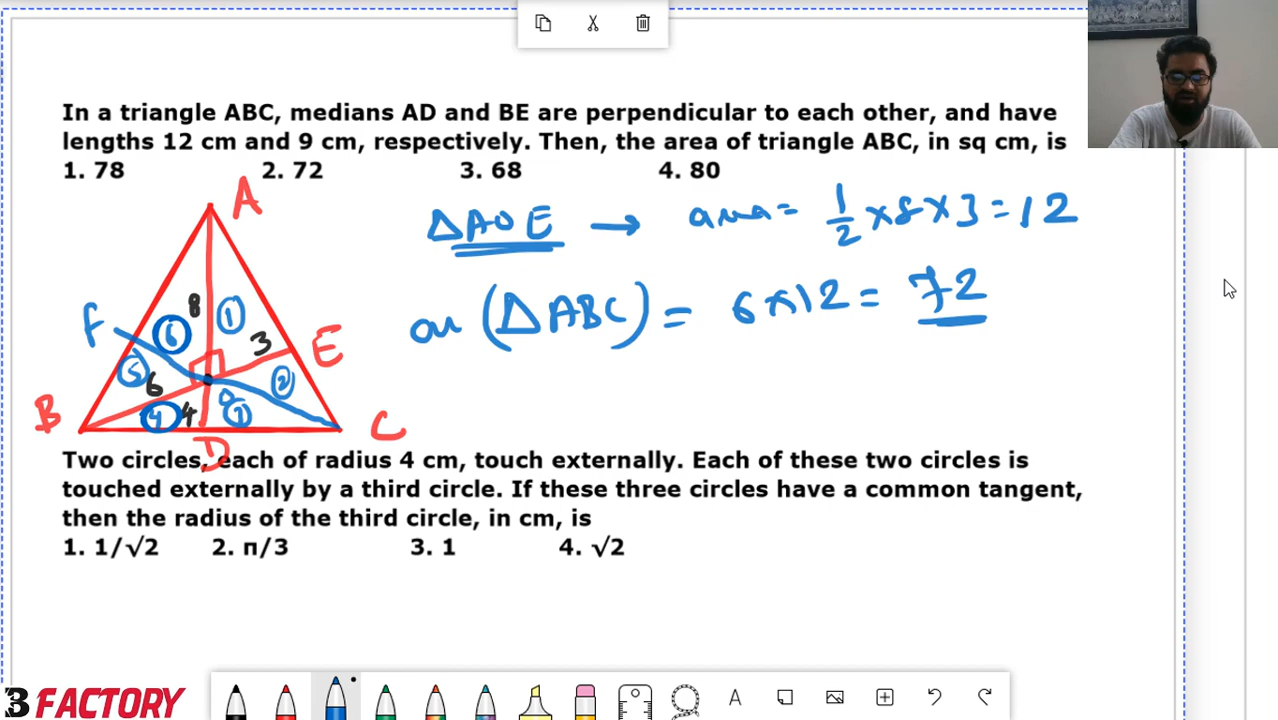 In a triangle ABC, medians AD and BE are perpendicular to each other, and have
lengths 12 cm and 9 cm, respectively. Then, the area of triangle ABC, in sq cm, is
1. 78 2. 72 3. 68 4. 80
A
ΔAOE → area = 1/2 x 8 x 3 = 12
8 1
F 6 3 E
ar (ΔABC) = 6x12 = 72
5 6 2
B 4 4 O 3 C
D
Two circles, each of radius 4 cm, touch externally. Each of these two circles is
touched externally by a third circle. If these three circles have a common tangent,
then the radius of the third circle, in cm, is
1. 1/√2 2. π/3 3. 1 4. √2
3 FACTORY
A